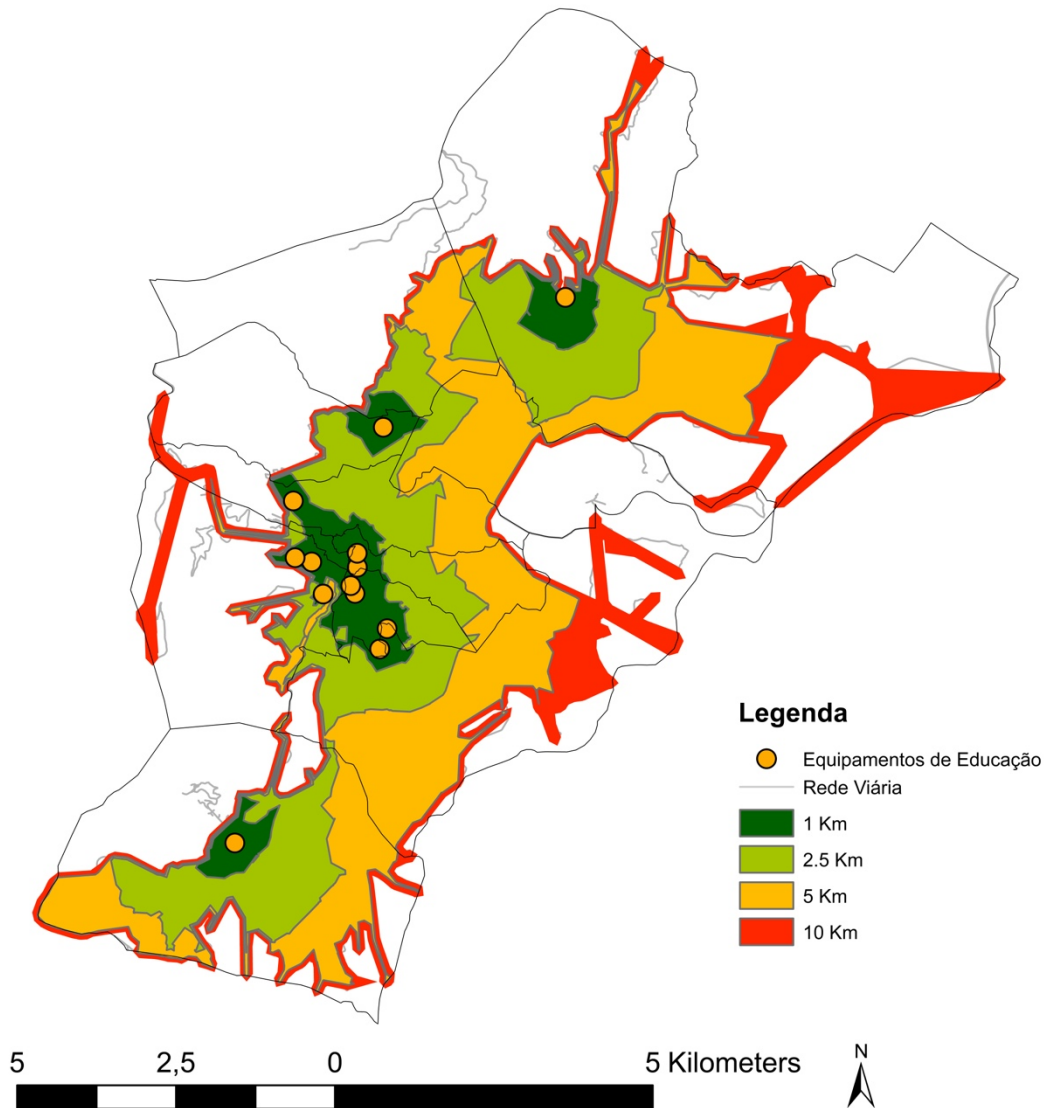 Legenda
Equipamentos de Educação
Rede Viária
1 Km
2.5 Km
5 Km
10 Km
5 2,5 0 5 Kilometers
N